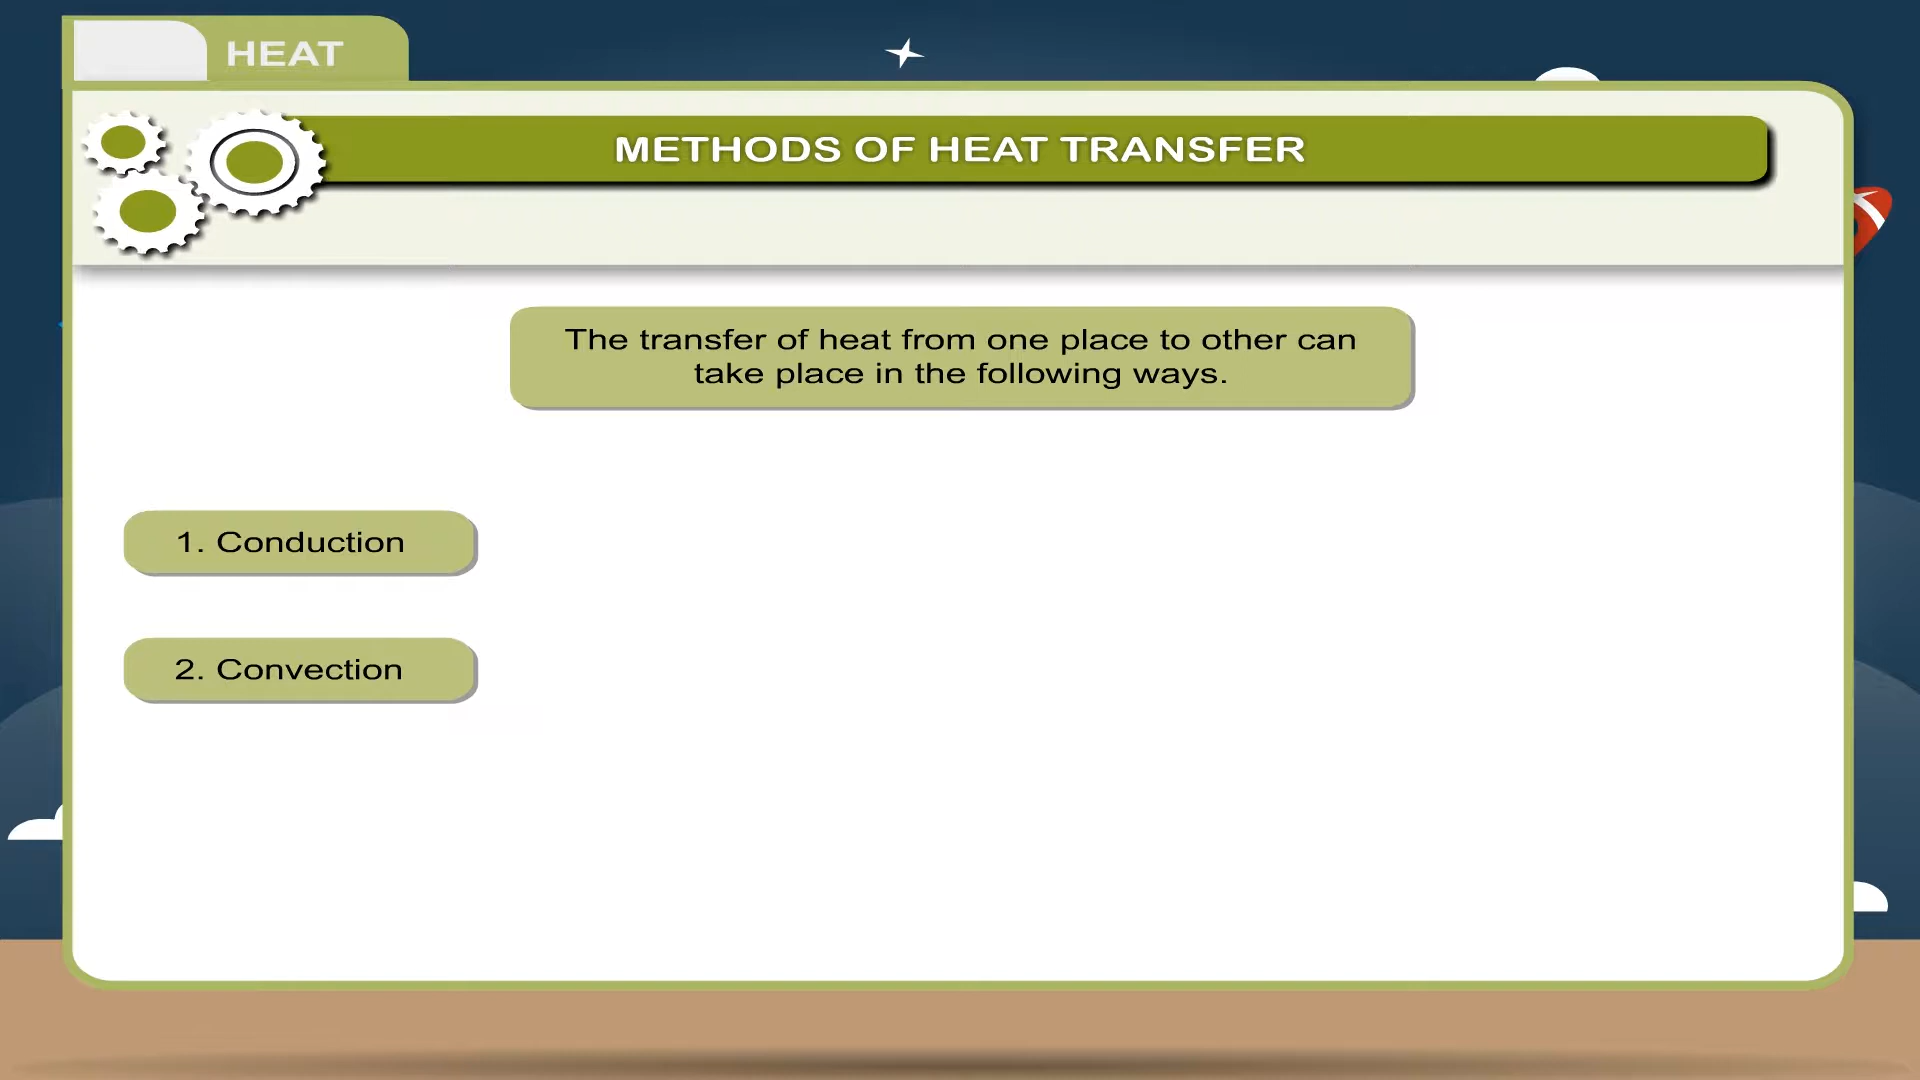 HEAT
METHODS OF HEAT TRANSFER
The transfer of heat from one place to other can
take place in the following ways.
1. Conduction
2. Convection